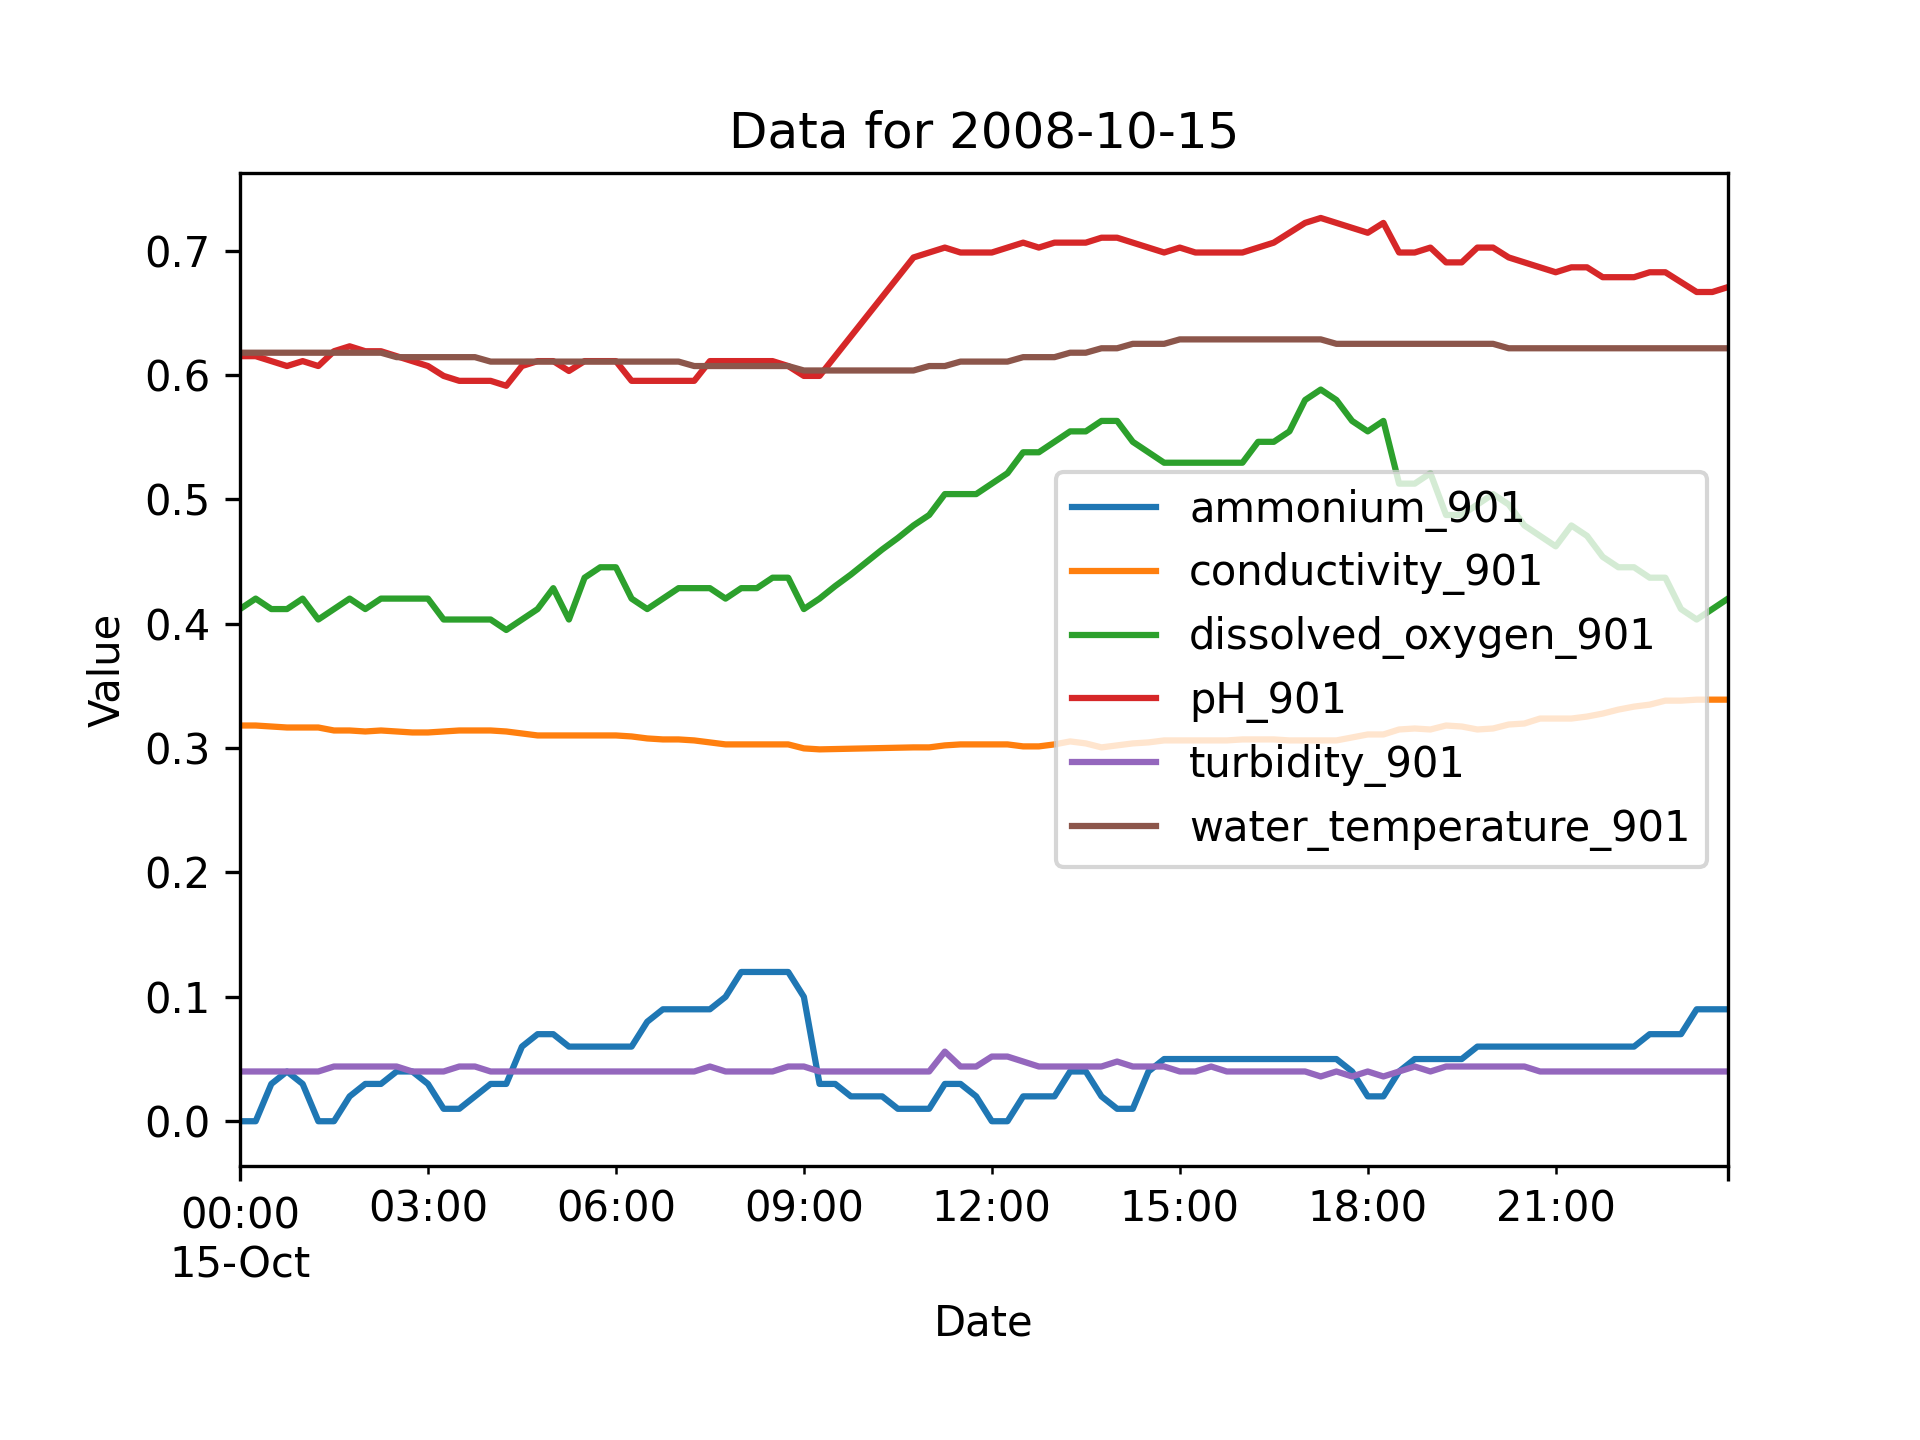 Data for 2008-10-15
Value
0.7
0.6
0.5
0.4
0.3
0.2
0.1
0.0
ammonium_901
conductivity_901
dissolved_oxygen_901
pH_901
turbidity_901
water_temperature_901
00:00 03:00 06:00 09:00 12:00 15:00 18:00 21:00
15-Oct
Date